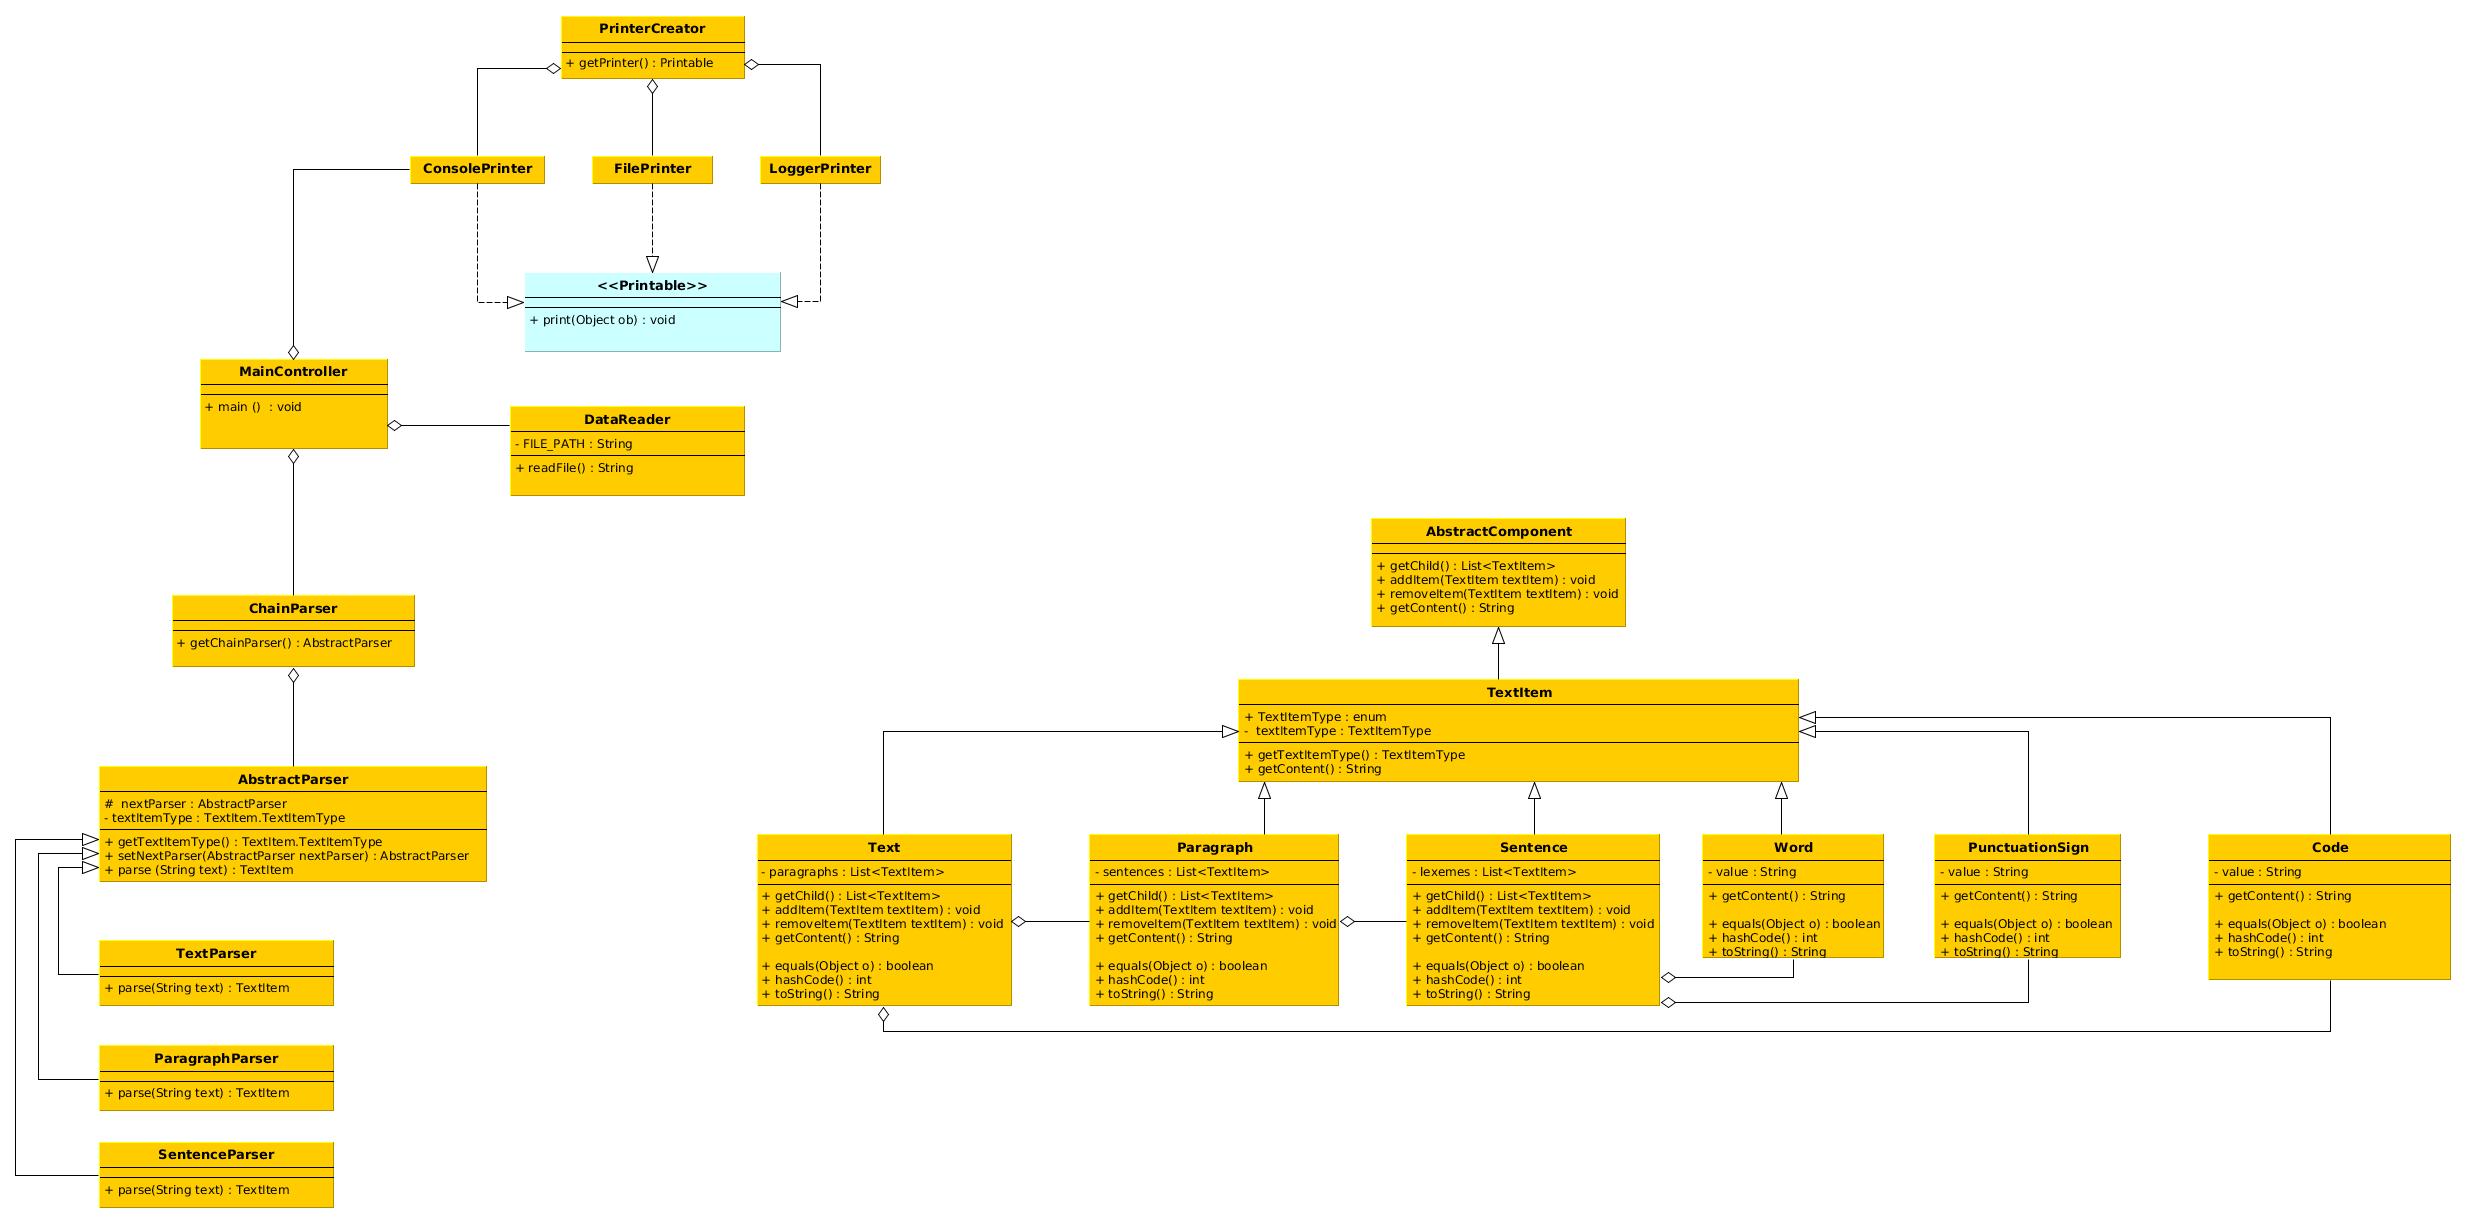 PrinterCreator
+ getPrinter() : Printable
ConsolePrinter
FilePrinter
LoggerPrinter
<<Printable>>
+ print(Object ob) : void
MainController
+ main ()  : void
DataReader
- FILE_PATH : String
+ readFile() : String
ChainParser
+ getChainParser() : AbstractParser
AbstractParser
#  nextParser : AbstractParser
- textItemType : TextItem.TextItemType
+ getTextItemType() : TextItem.TextItemType
+ setNextParser(AbstractParser nextParser) : AbstractParser
+ parse (String text) : TextItem
TextParser
+ parse(String text) : TextItem
ParagraphParser
+ parse(String text) : TextItem
SentenceParser
+ parse(String text) : TextItem
AbstractComponent
+ getChild() : List<TextItem>
+ addItem(TextItem textItem) : void
+ removeItem(TextItem textItem) : void
+ getContent() : String
TextItem
+ TextItemType : enum
-  textItemType : TextItemType
+ getTextItemType() : TextItemType
+ getContent() : String
Text
- paragraphs : List<TextItem>
+ getChild() : List<TextItem>
+ addItem(TextItem textItem) : void
+ removeItem(TextItem textItem) : void
+ getContent() : String
+ equals(Object o) : boolean
+ hashCode() : int
+ toString() : String
Paragraph
- sentences : List<TextItem>
+ getChild() : List<TextItem>
+ addItem(TextItem textItem) : void
+ removeItem(TextItem textItem) : void
+ getContent() : String
+ equals(Object o) : boolean
+ hashCode() : int
+ toString() : String
Sentence
- lexemes : List<TextItem>
+ getChild() : List<TextItem>
+ addItem(TextItem textItem) : void
+ removeItem(TextItem textItem) : void
+ getContent() : String
+ equals(Object o) : boolean
+ hashCode() : int
+ toString() : String
Word
- value : String
+ getContent() : String
+ equals(Object o) : boolean
+ hashCode() : int
+ toString() : String
PunctuationSign
- value : String
+ getContent() : String
+ equals(Object o) : boolean
+ hashCode() : int
+ toString() : String
Code
- value : String
+ getContent() : String
+ equals(Object o) : boolean
+ hashCode() : int
+ toString() : String